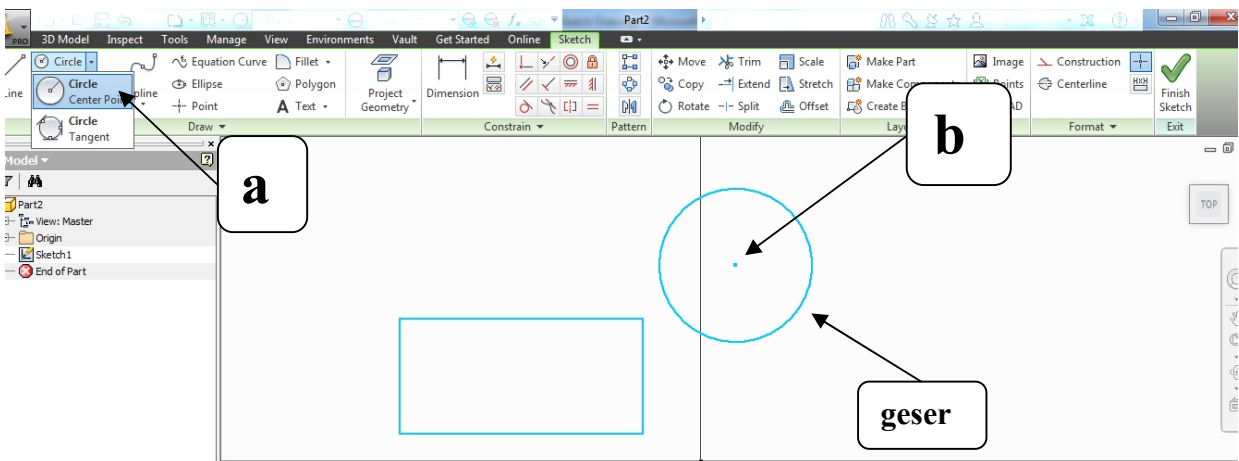 Part2
PRO 3D Model Inspect Tools Manage View Environments Vault Get Started Online Sketch
Circle Equation Curve Fillet Move Trim Scale Make Part Image Construction
Circle Center Ellipse Polygon Project Geometry Dimension Copy Extend Stretch Centerline Finish Sketch
Point Text Rotate Split Offset
Circle Tangent
Draw Constrain Pattern Modify Format Exit
Model
Part2
View: Master
Origin
Sketch1
End of Part
TOP
a
b
geser